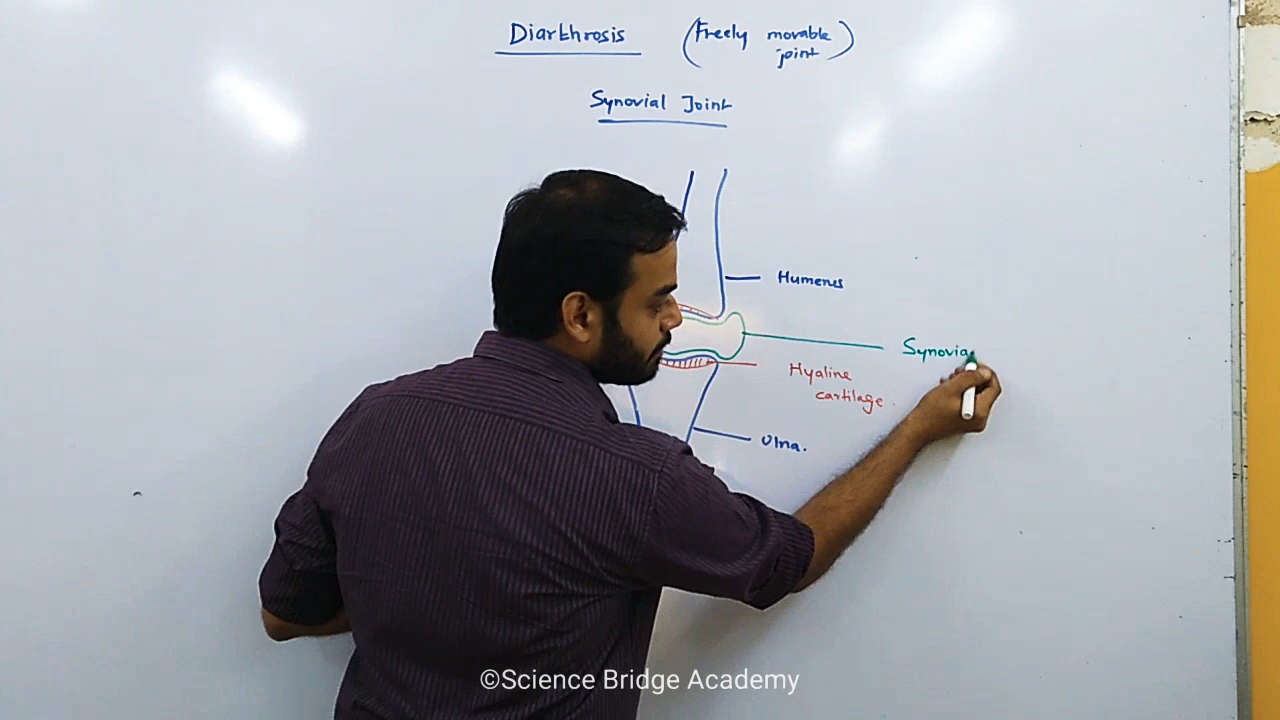 Diarthrosis (Freely movable joint)
Synovial Joint
Humerus
Synovia
Hyaline
cartilage.
Ulna.
©Science Bridge Academy